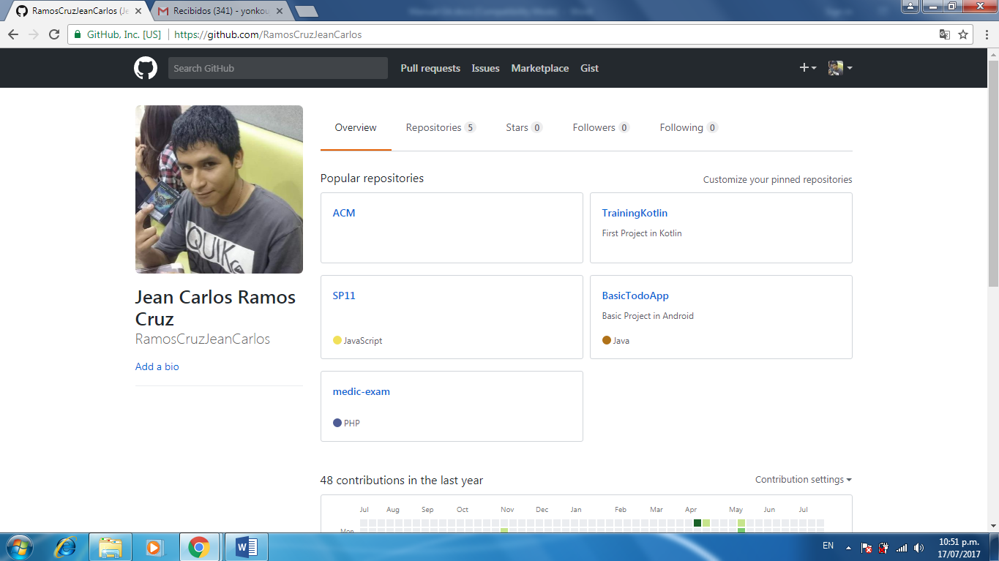 RamosCruzJeanCarlos (Je
Recibidos (341) - yonkou
GitHub, Inc. [US]
https://github.com/RamosCruzJeanCarlos
Search GitHub
Pull requests
Issues
Marketplace
Gist
Overview
Repositories 5
Stars 0
Followers 0
Following 0
Popular repositories
Customize your pinned repositories
ACM
TrainingKotlin
First Project in Kotlin
SP11
JavaScript
BasicTodoApp
Basic Project in Android
Java
medic-exam
PHP
QUIK
Jean Carlos Ramos
Cruz
RamosCruzJeanCarlos
Add a bio
48 contributions in the last year
Contribution settings
Jul Aug Sep Oct Nov Dec Jan Feb Mar Apr May Jun Jul
Mon
EN
10:51 p.m.
17/07/2017